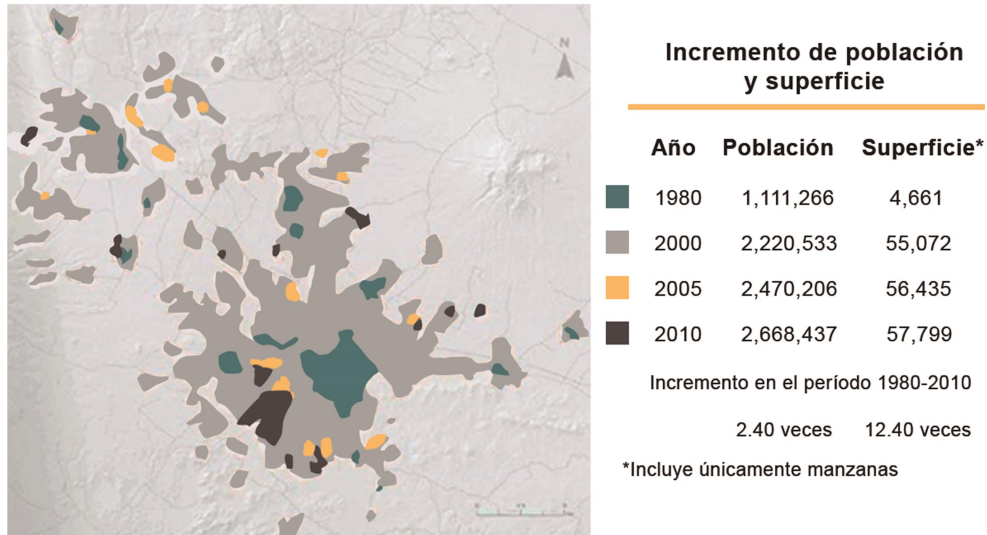 N
Incremento de población
y superficie
Año Población Superficie*
1980 1,111,266 4,661
2000 2,220,533 55,072
2005 2,470,206 56,435
2010 2,668,437 57,799
Incremento en el período 1980-2010
2.40 veces 12.40 veces
*Incluye únicamente manzanas